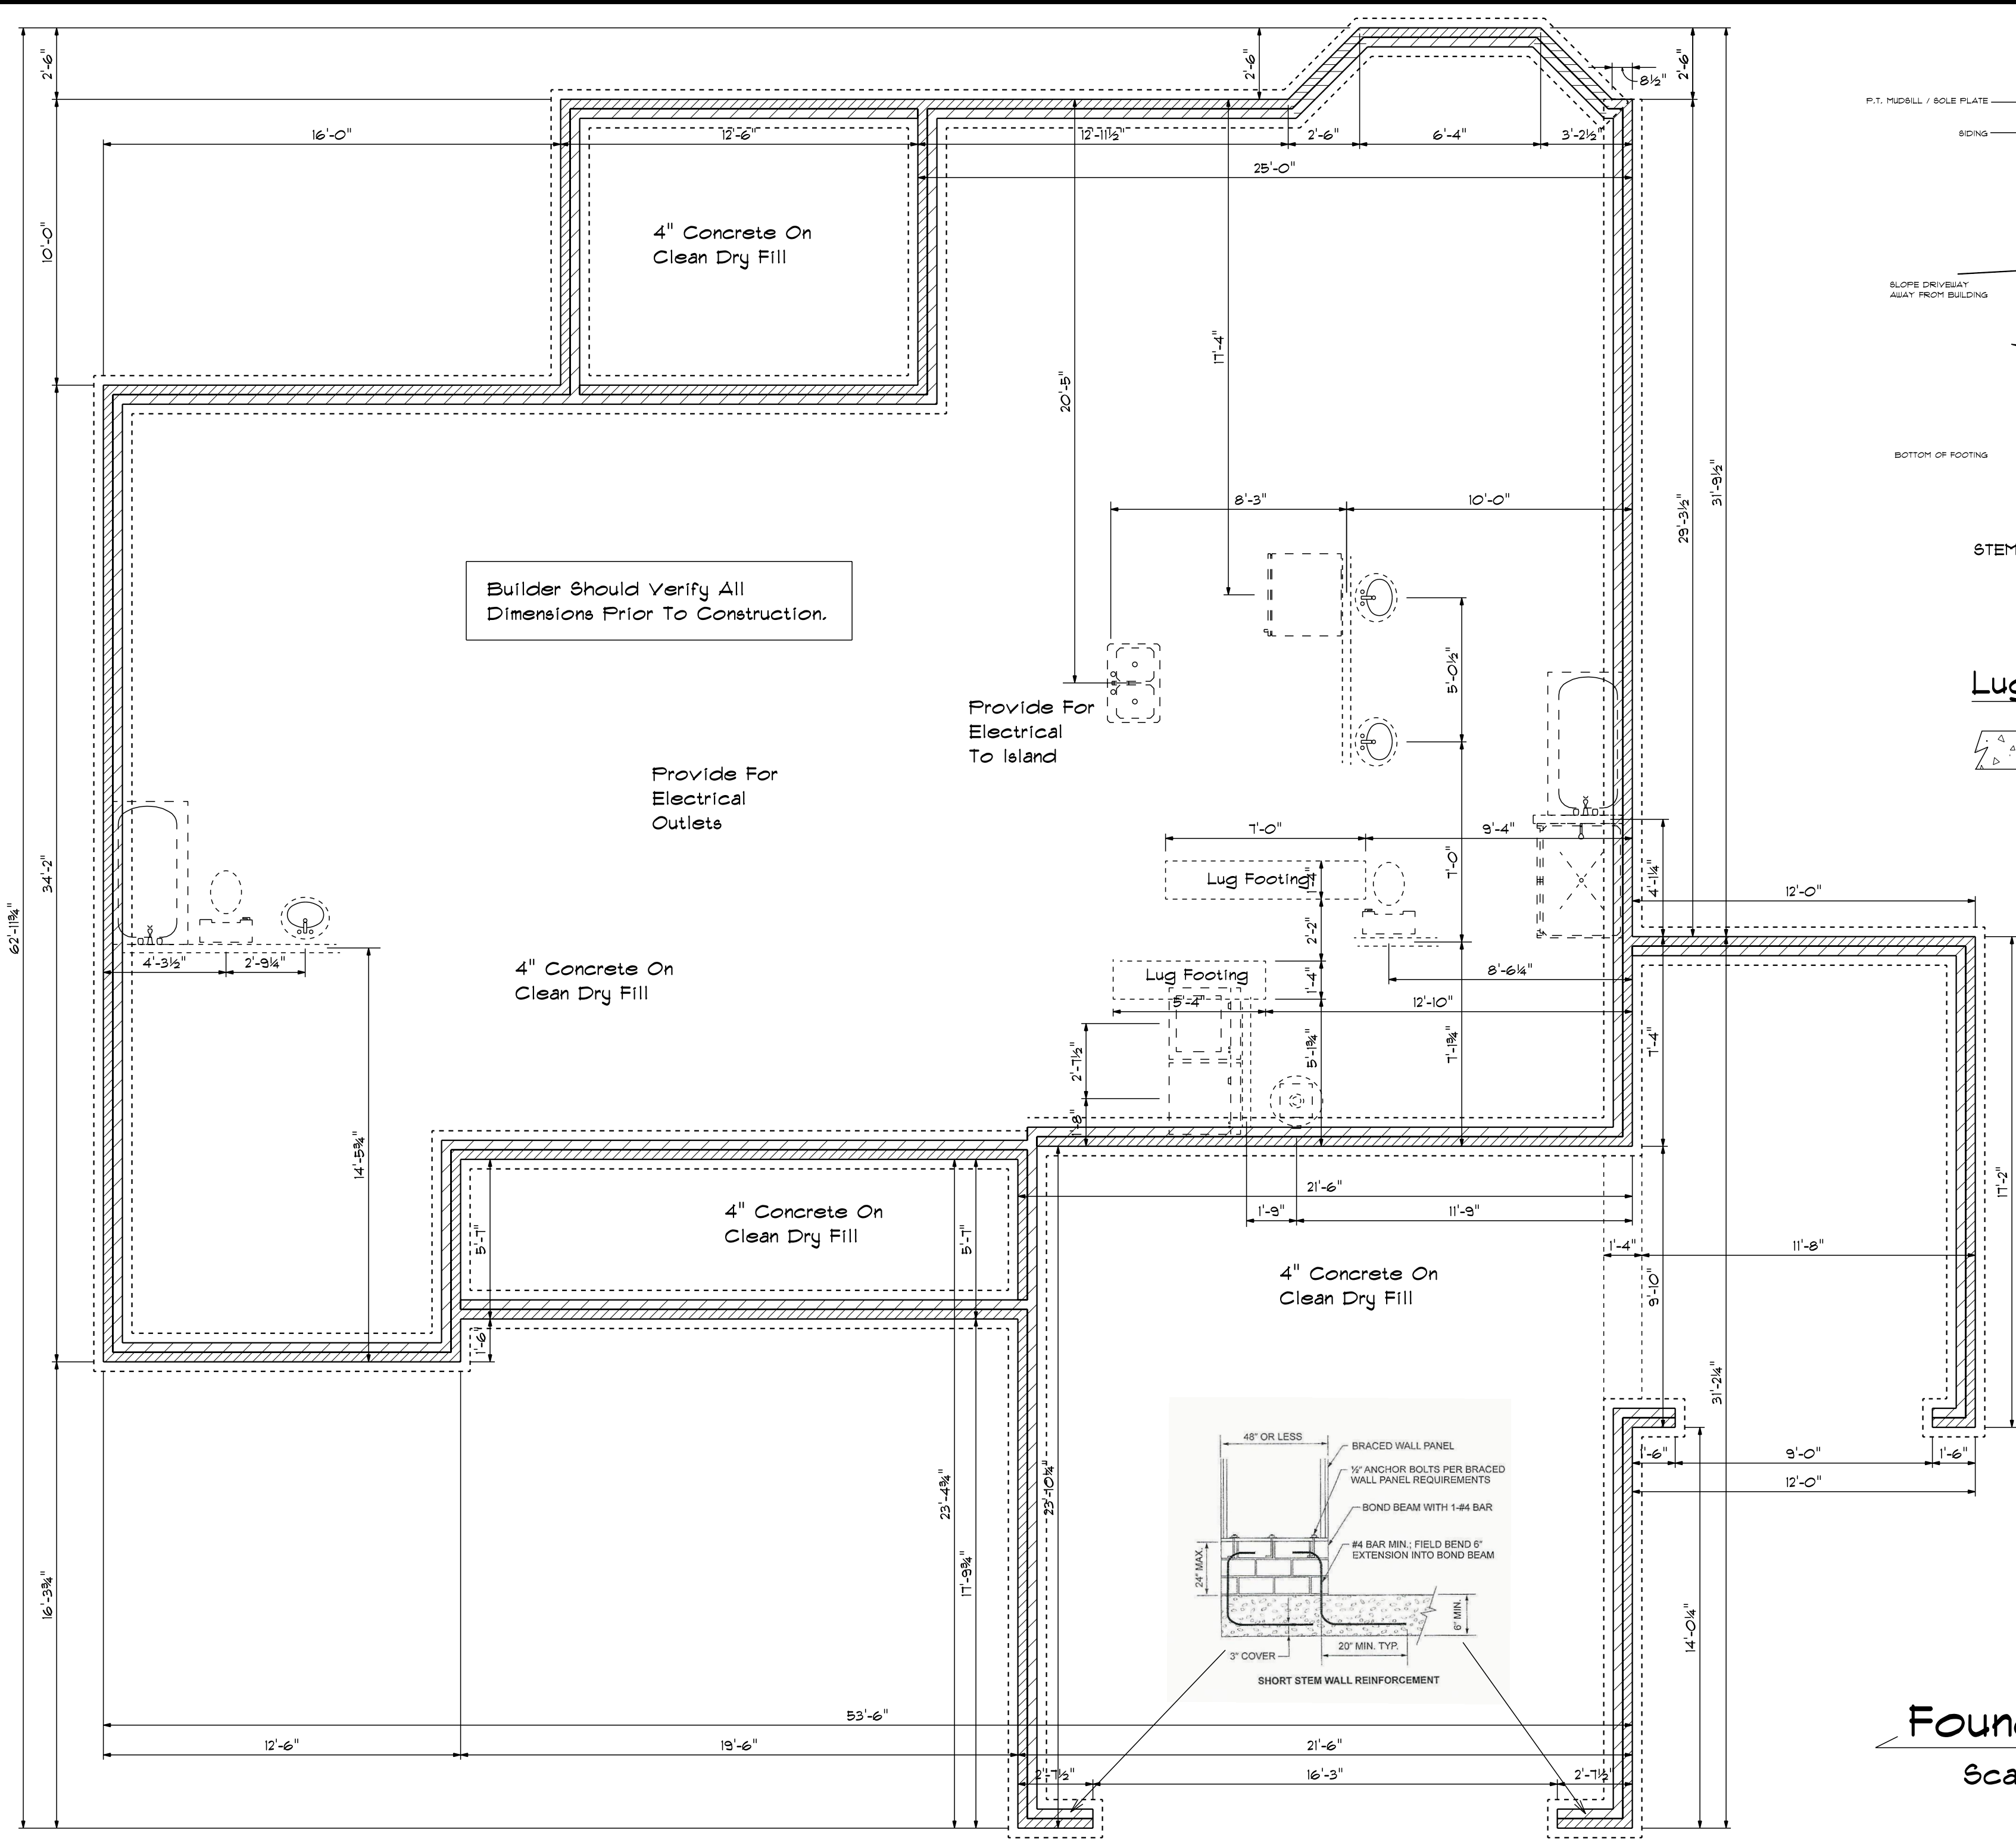 2'-6"
2'-6"
2'-6"
8½"
P.T. MUDSILL / SOLE PLATE
SIDING
16'-0"
12'-6"
12'-11½"
2'-6"
6'-4"
3'-2½"
25'-0"
10'-0"
4" Concrete On
Clean Dry Fill
SLOPE DRIVEWAY
AWAY FROM BUILDING
17'-4"
20'-5"
BOTTOM OF FOOTING
8'-3"
10'-0"
29'-3½"
31'-9½"
STEM
Builder Should Verify All
Dimensions Prior To Construction.
5'-0½"
Provide For
Electrical
To Island
Provide For
Electrical
Outlets
7'-0"
9'-4"
7'-0"
4'-1¼"
Lug Footing
1'-4"
12'-0"
62'-11¾"
34'-2"
2'-2"
4'-3½"
2'-9¼"
4" Concrete On
Clean Dry Fill
Lug Footing
1'-4"
8'-6¼"
5'-4"
12'-10"
2'-7½"
5'-1¾"
7'-1¾"
7'-4"
1'-8"
14'-5¾"
17'-2"
21'-6"
1'-9"
11'-9"
4" Concrete On
Clean Dry Fill
5'-7"
5'-7"
1'-4"
11'-8"
4" Concrete On
Clean Dry Fill
9'-10"
1'-6"
31'-2¼"
48" OR LESS
BRACED WALL PANEL
½" ANCHOR BOLTS PER BRACED
WALL PANEL REQUIREMENTS
BOND BEAM WITH 1-#4 BAR
#4 BAR MIN.; FIELD BEND 6"
EXTENSION INTO BOND BEAM
24" MAX.
6" MIN.
3" COVER
20" MIN. TYP.
SHORT STEM WALL REINFORCEMENT
1'-6"
9'-0"
1'-6"
12'-0"
23'-4¾"
23'-10¼"
17'-9¾"
16'-3¾"
14'-0¼"
53'-6"
12'-6"
19'-6"
21'-6"
2'-7½"
16'-3"
2'-7½"